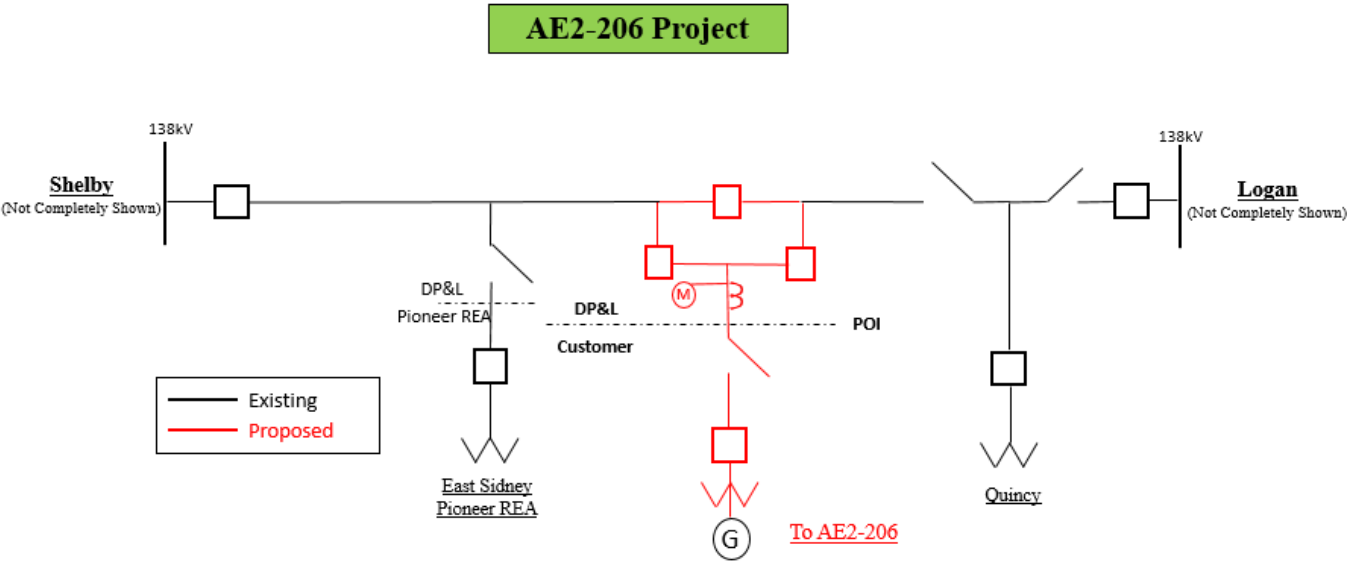 AE2-206 Project
138kV
138kV
Shelby
(Not Completely Shown)
Logan
(Not Completely Shown)
DP&L
Pioneer REA
M
DP&L
POI
Customer
Existing
Proposed
East Sidney
Pioneer REA
Quincy
G
To AE2-206